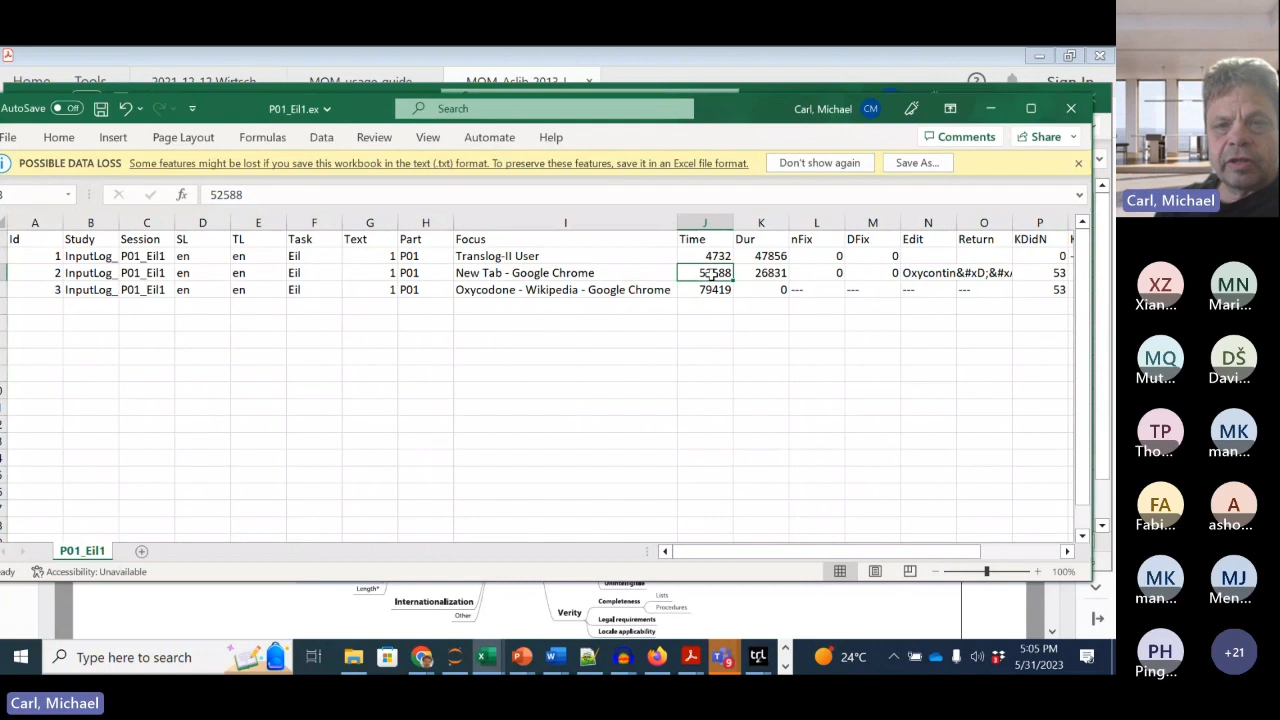 Home Tools 2021-12-12 Wirtsch... MQM-usage-guide... Sign In
AutoSave Off P01_Eil1.ex Search Carl, Michael CM
File Home Insert Page Layout Formulas Data Review View Automate Help Comments Share
POSSIBLE DATA LOSS Some features might be lost if you save this workbook in the text (.txt) format. To preserve these features, save it in an Excel file format. Don't show again Save As...
fx 52588
A B C D E F G H I J K L M N O P
Id Study Session SL TL Task Text Part Focus Time Dur nFix DFix Edit Return KDidN
1 InputLog_ P01_Eil1 en en Eil 1 P01 Translog-II User 4732 47856 0 0 0
2 InputLog_ P01_Eil1 en en Eil 1 P01 New Tab - Google Chrome 52588 26831 0 0 Oxycontin&#xD;&#x 53
3 InputLog_ P01_Eil1 en en Eil 1 P01 Oxycodone - Wikipedia - Google Chrome 79419 0 --- --- --- --- 53
P01_Eil1
Accessibility: Unavailable 100%
Length*
Internationalization
Other
Verity
Completeness
Lists
Procedures
Legal requirements
Locale applicability
Type here to search 9 24°C 5:05 PM
5/31/2023
Carl, Michael
Carl, Michael
XZ MN
Xian... Mari...
MQ DŠ
Mut... Davi...
TP MK
Tho... man...
FA A
Fabi... asho...
MK MJ
man... Men...
PH +21
Ping...